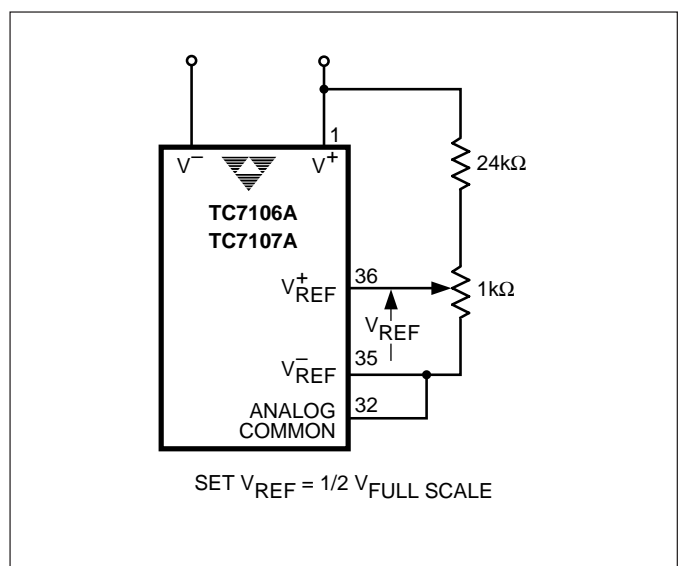 1
V– V+
TC7106A
TC7107A
24kΩ
36
V+REF
1kΩ
VREF
35
V–REF
32
ANALOG
COMMON
SET VREF = 1/2 VFULL SCALE